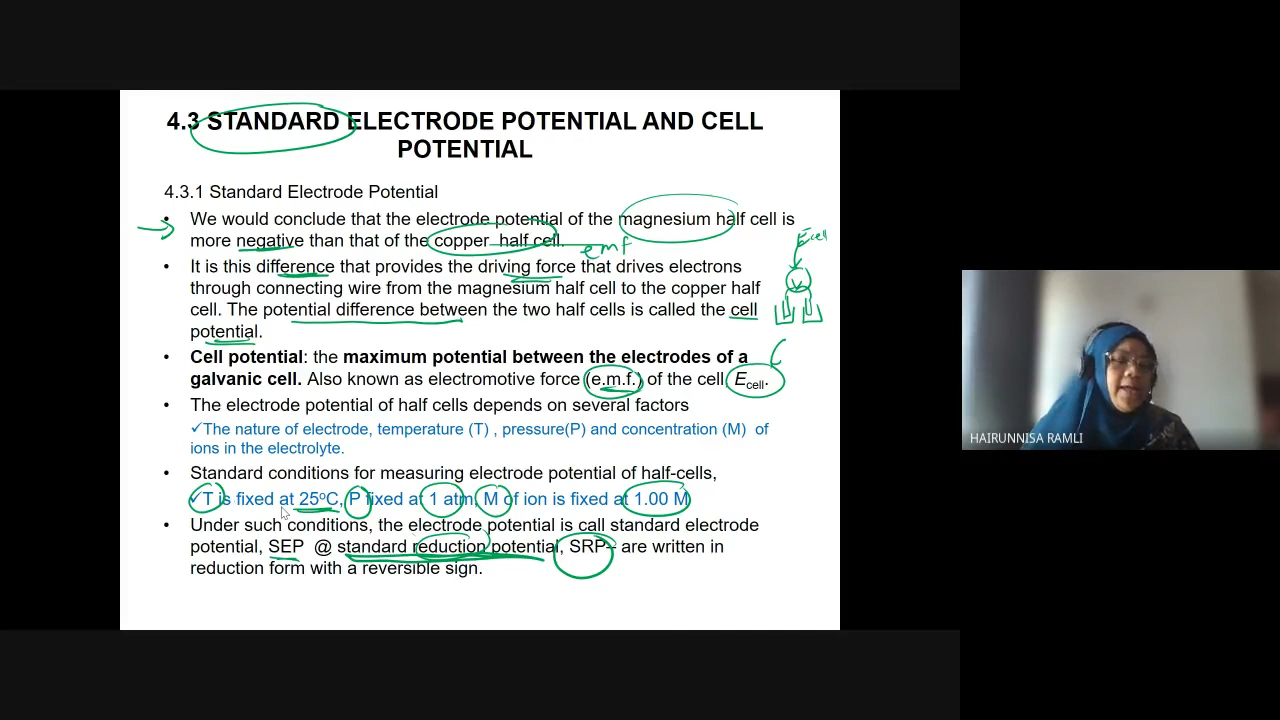 4.3 STANDARD ELECTRODE POTENTIAL AND CELL
POTENTIAL
4.3.1 Standard Electrode Potential
• We would conclude that the electrode potential of the magnesium half cell is
more negative than that of the copper half cell.
emf
Ecell
• It is this difference that provides the driving force that drives electrons
through connecting wire from the magnesium half cell to the copper half
cell. The potential difference between the two half cells is called the cell
potential.
V
• Cell potential: the maximum potential between the electrodes of a
galvanic cell. Also known as electromotive force (e.m.f.) of the cell, Ecell.
• The electrode potential of half cells depends on several factors
✓The nature of electrode, temperature (T) , pressure(P) and concentration (M) of
ions in the electrolyte.
• Standard conditions for measuring electrode potential of half-cells,
✓T is fixed at 25oC, P fixed at 1 atm, M of ion is fixed at 1.00 M
• Under such conditions, the electrode potential is call standard electrode
potential, SEP @ standard reduction potential, SRP– are written in
reduction form with a reversible sign.
HAIRUNNISA RAMLI